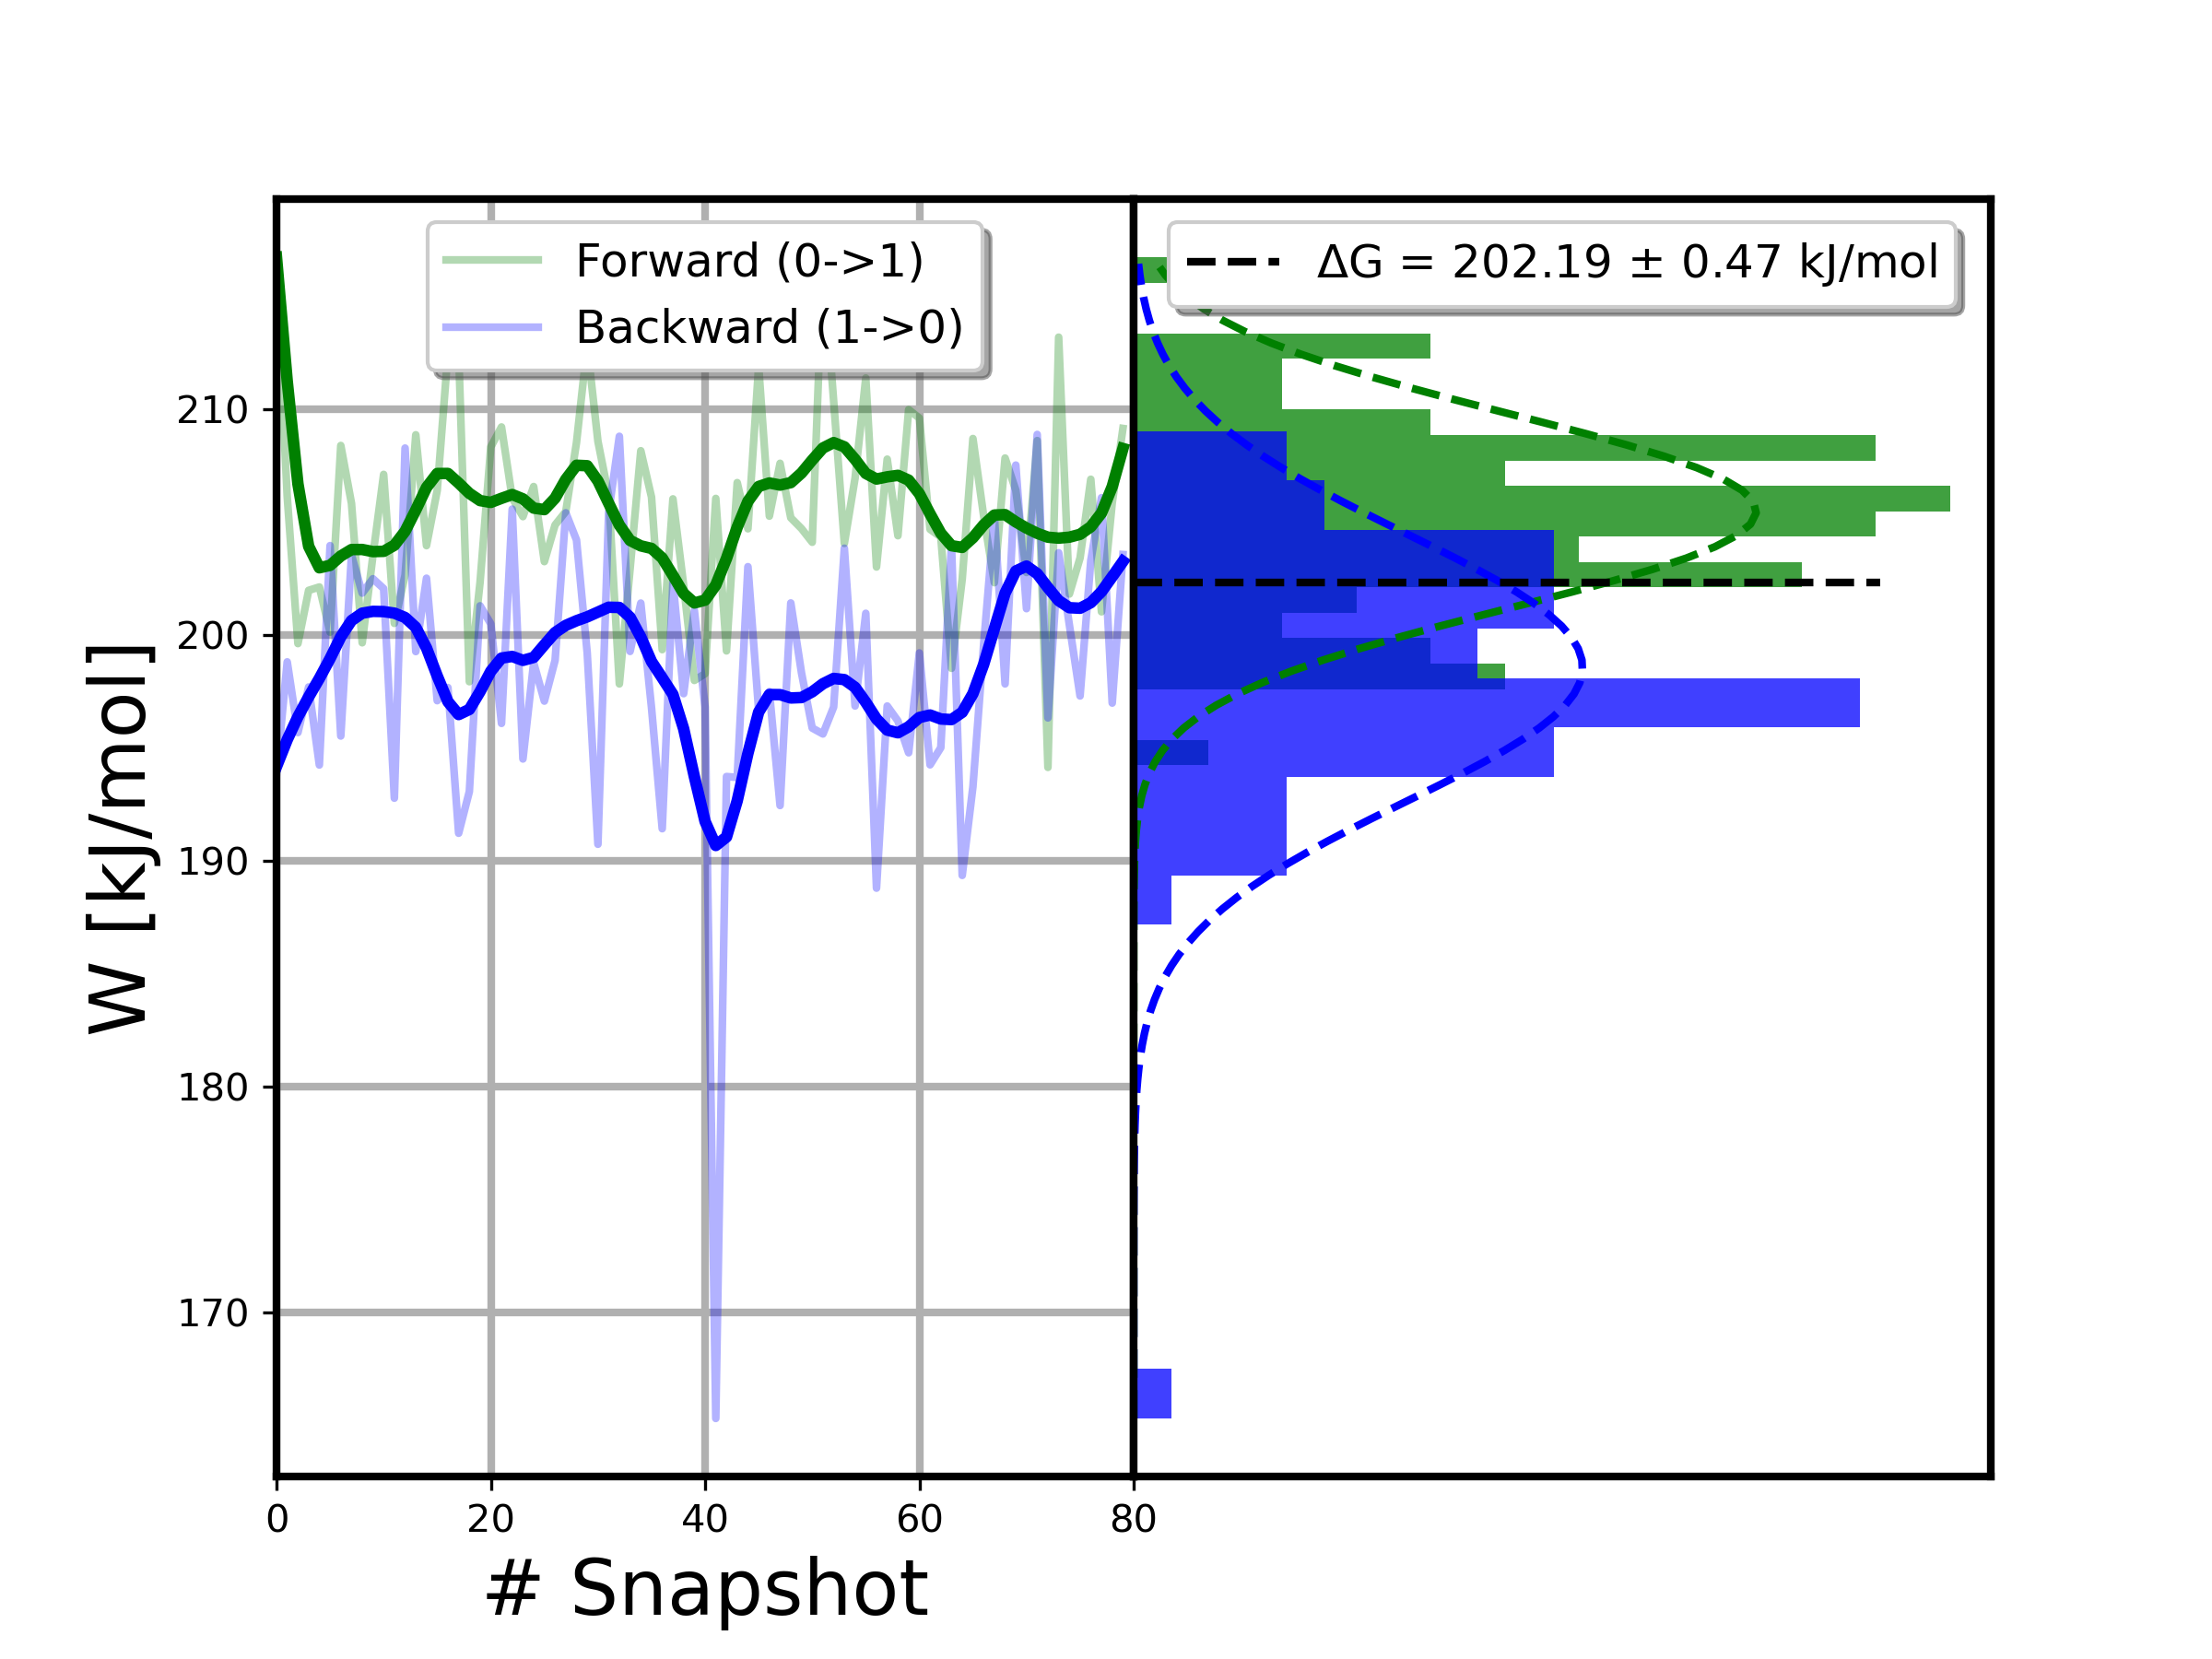 Forward (0->1)
Backward (1->0)
ΔG = 202.19 ± 0.47 kJ/mol
W [kJ/mol]
210
200
190
180
170
0 20 40 60 80
# Snapshot